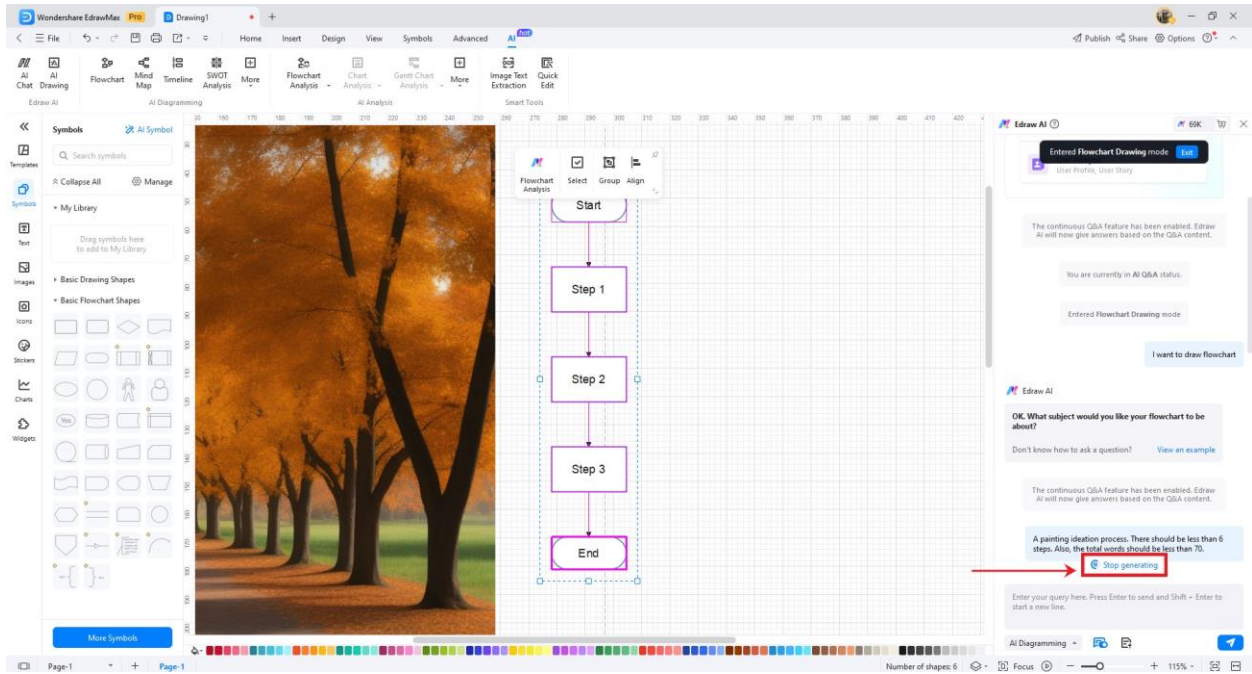 Wondershare EdrawMax Pro Drawing1
File Home Insert Design View Symbols Advanced AI hot Publish Share Options
AI Chat
AI Drawing
Flowchart
Mind Map
Timeline
SWOT Analysis
More
Flowchart Analysis
Chart Analysis
Gantt Chart Analysis
More
Image Text Extraction
Quick Edit
Edraw AI
AI Diagramming
AI Analysis
Smart Tools
Templates
Symbols
Text
Images
Icons
Stickers
Charts
Widgets
Symbols AI Symbol
Search symbols
Collapse All Manage
My Library
Drag symbols here
to add to My Library
Basic Drawing Shapes
Basic Flowchart Shapes
Yes
More Symbols
Flowchart
Analysis
Select Group Align
Start
Step 1
Step 2
Step 3
End
Edraw AI 69K
Entered Flowchart Drawing mode Exit
User Profile, User Story
The continuous Q&A feature has been enabled. Edraw
AI will now give answers based on the Q&A content.
You are currently in AI Q&A status.
Entered Flowchart Drawing mode
I want to draw flowchart
Edraw AI
OK. What subject would you like your flowchart to be
about?
Don't know how to ask a question? View an example
The continuous Q&A feature has been enabled. Edraw
AI will now give answers based on the Q&A content.
A painting ideation process. There should be less than 6
steps. Also, the total words should be less than 70.
Stop generating
Enter your query here. Press Enter to send and Shift + Enter to
start a new line.
AI Diagramming
Page-1 Page-1 Number of shapes: 6 Focus 115%